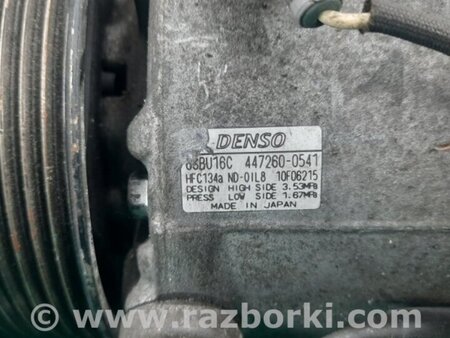 DENSO
6SBU16C 447260-0541
HFC134a ND-OIL8 10F06215
DESIGN HIGH SIDE 3.53MPa
PRESS LOW SIDE 1.67MPa
MADE IN JAPAN
www.razborki.com